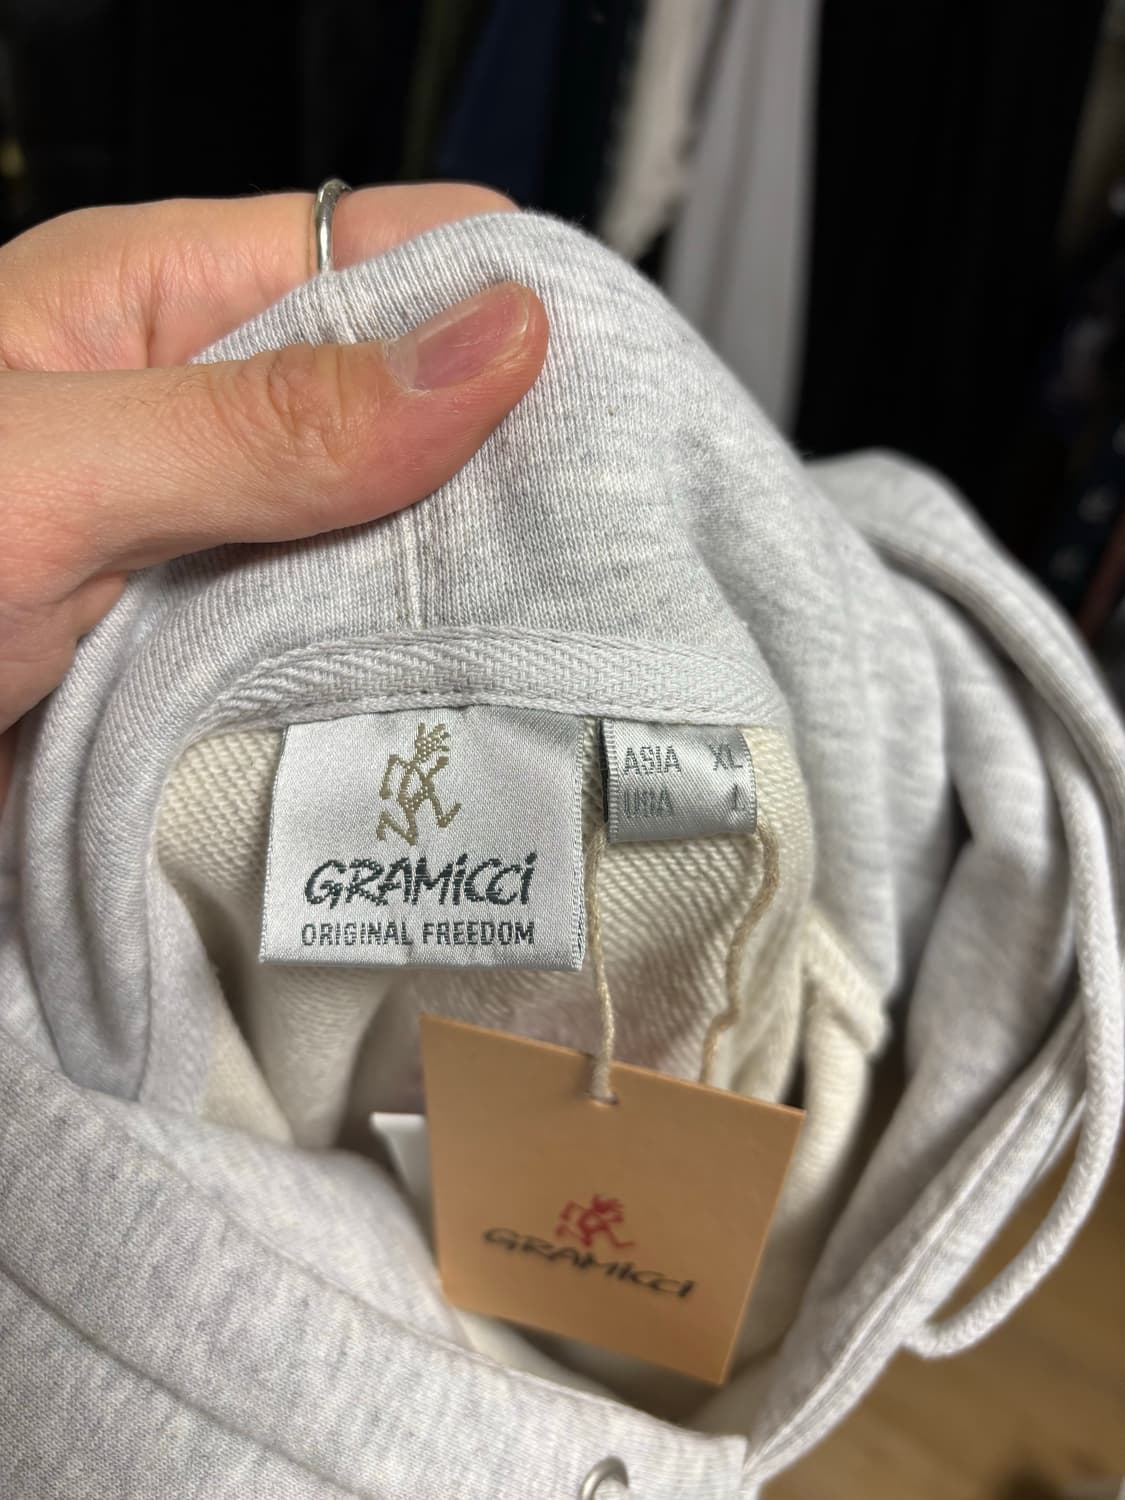 GRAMiCCi
ORIGINAL FREEDOM
ASIA XL
USA L
GRAMICCI